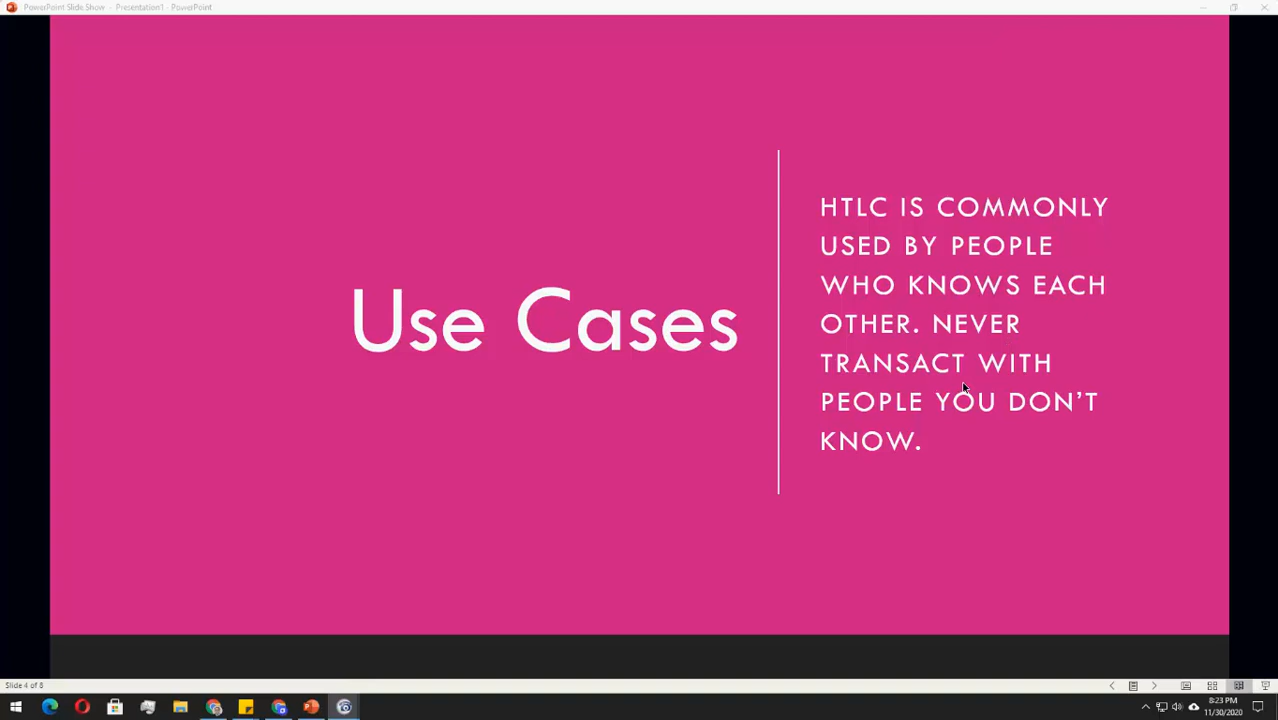 PowerPoint Slide Show - Presentation1 - PowerPoint
Use Cases
HTLC IS COMMONLY
USED BY PEOPLE
WHO KNOWS EACH
OTHER. NEVER
TRANSACT WITH
PEOPLE YOU DON'T
KNOW.
Slide 4 of 8
8:23 PM
11/30/2020